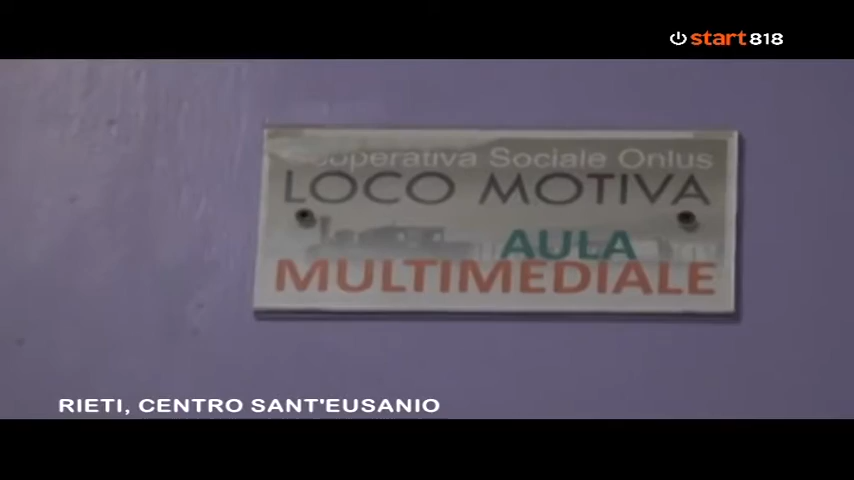 start818
Cooperativa Sociale Onlus
LOCO MOTIVA
AULA
MULTIMEDIALE
RIETI, CENTRO SANT'EUSANIO